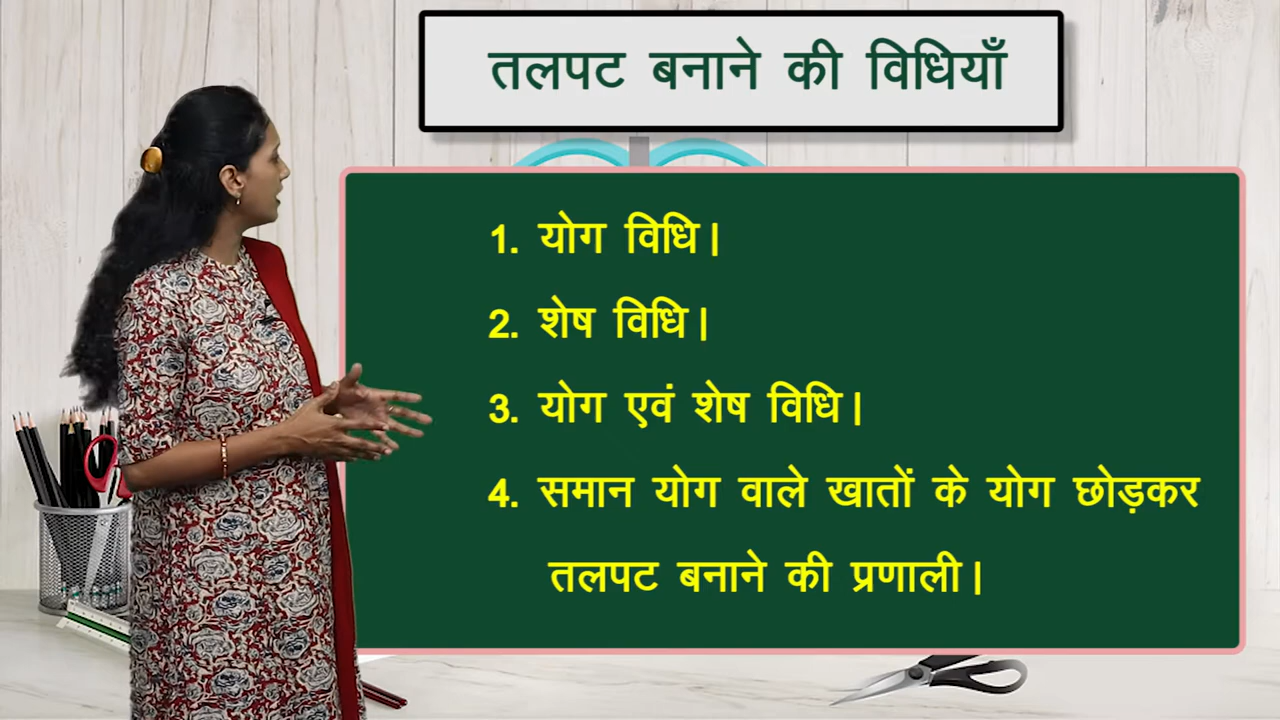 तलपट बनाने की विधियाँ
1. योग विधि।
2. शेष विधि।
3. योग एवं शेष विधि।
4. समान योग वाले खातों के योग छोड़कर
तलपट बनाने की प्रणाली।